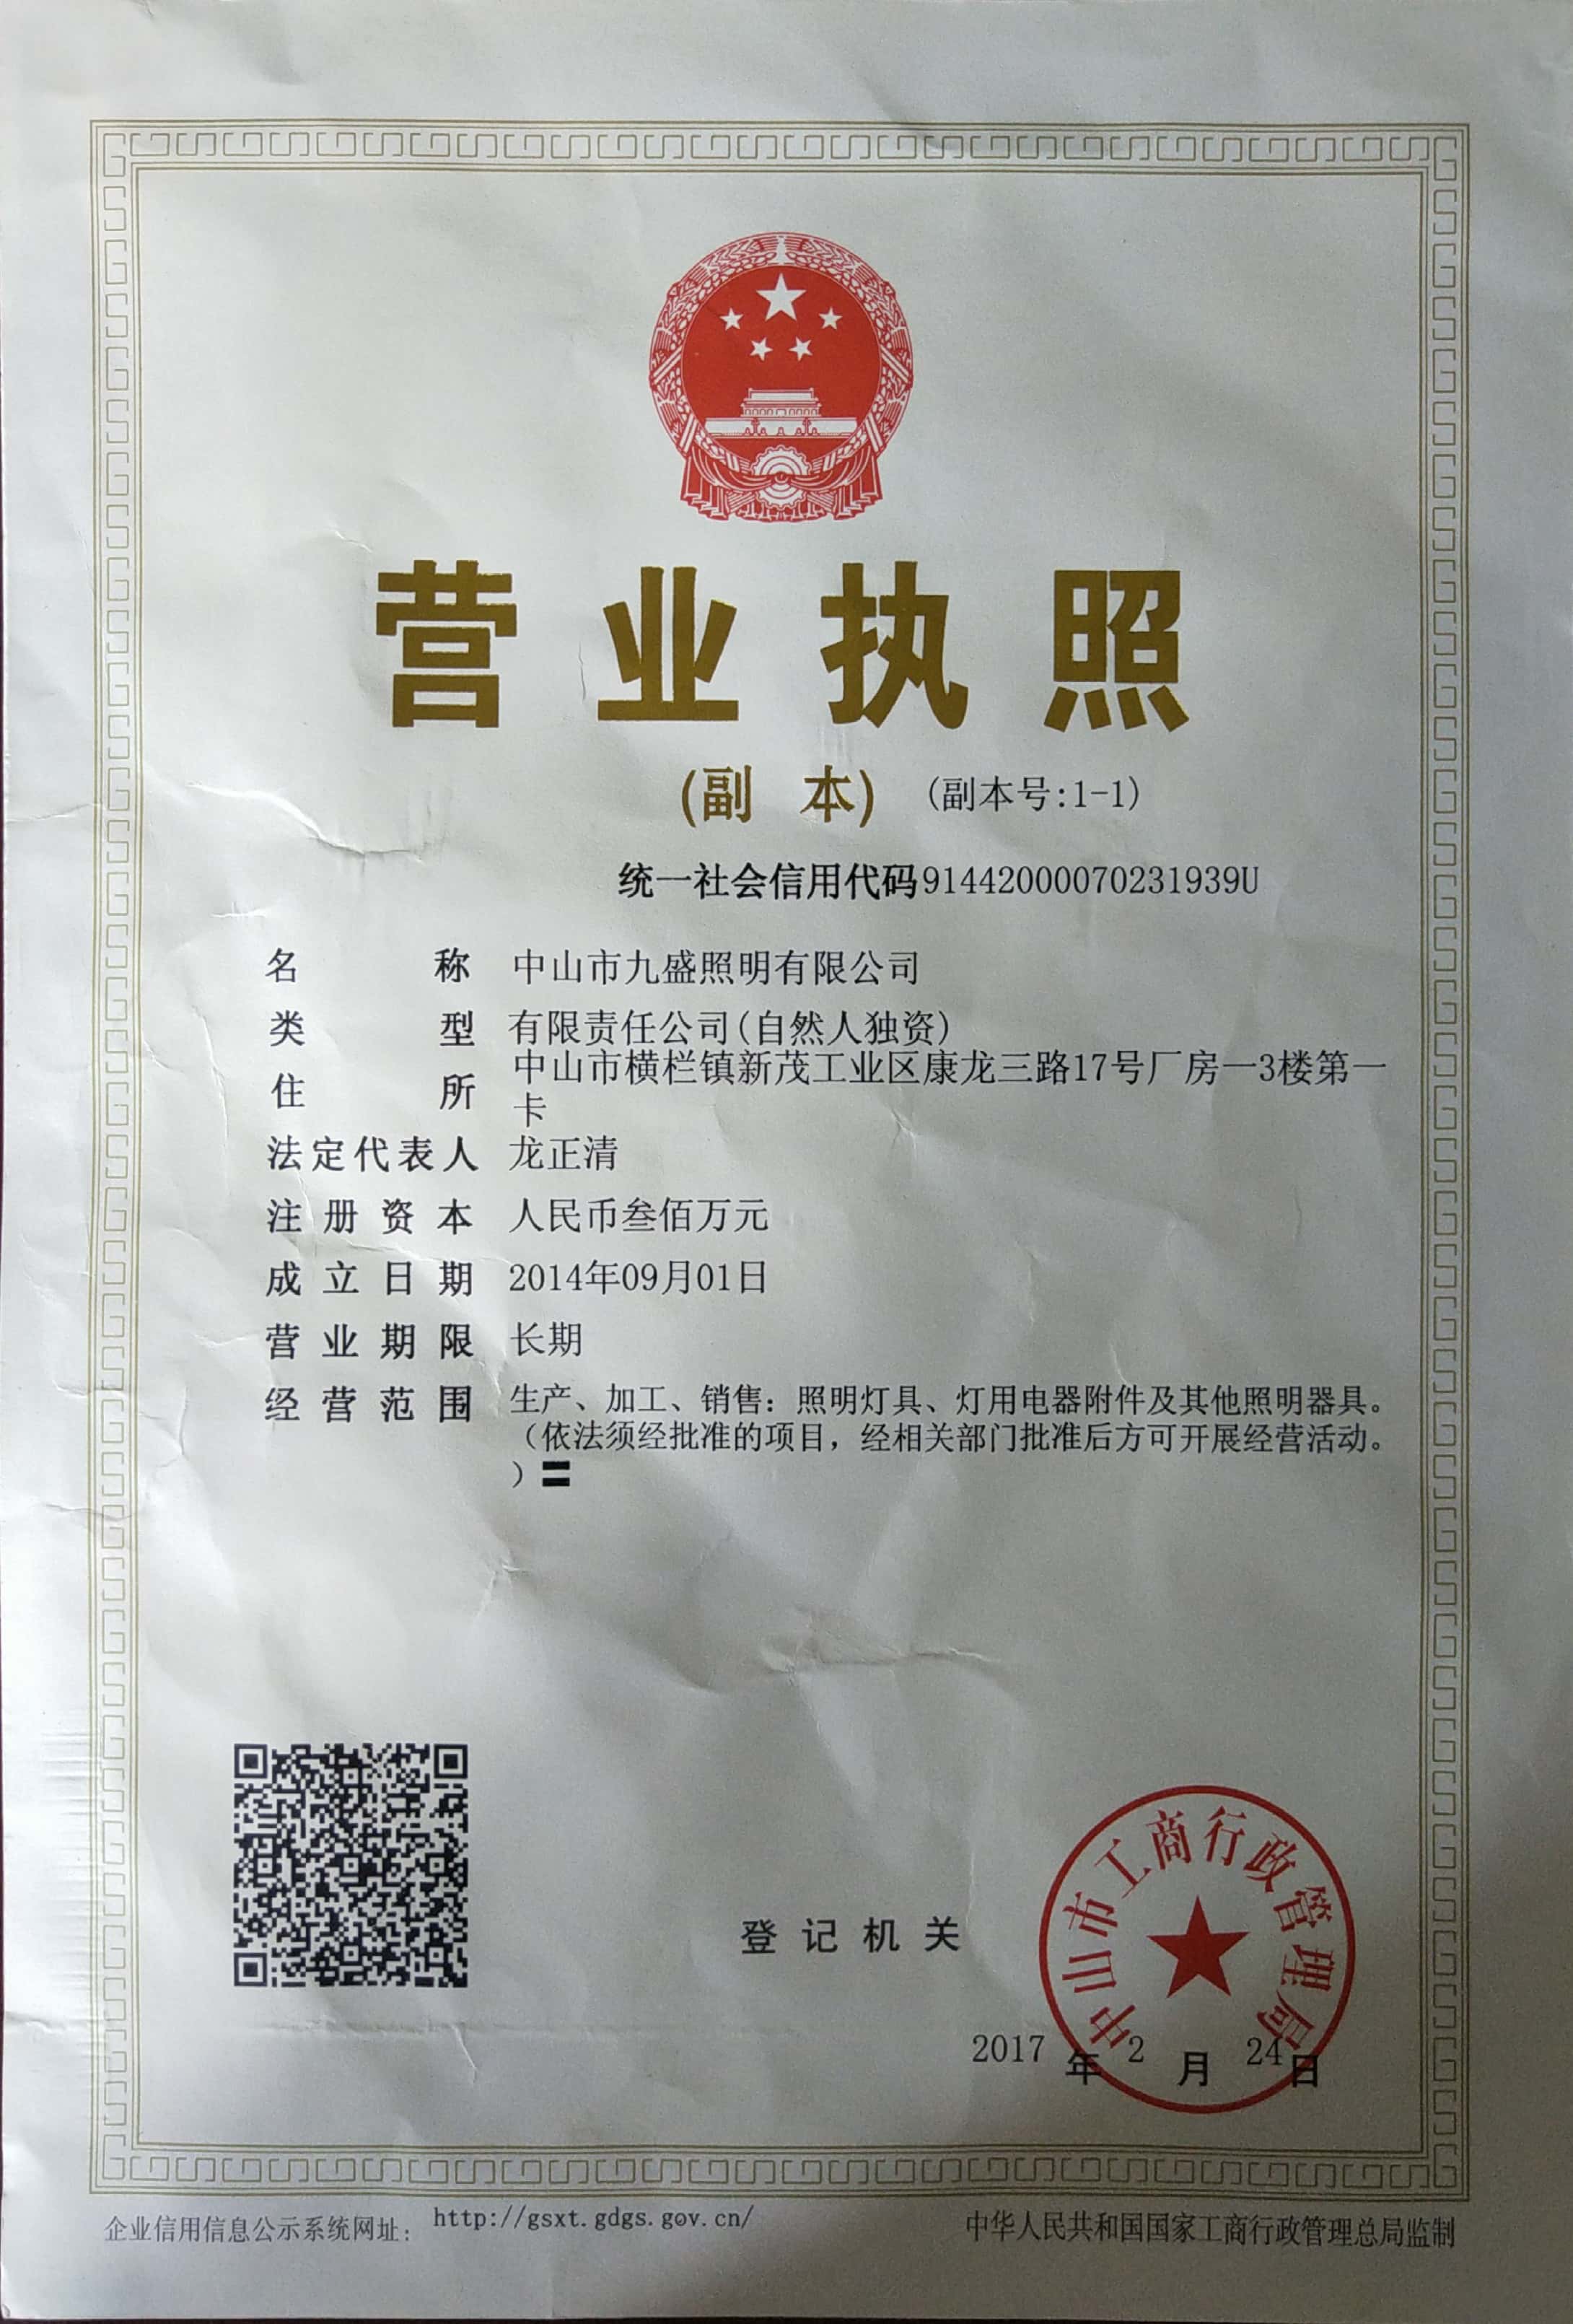 营业执照
(副 本) (副本号:1-1)
统一社会信用代码91442000070231939U
名 称 中山市九盛照明有限公司
类 型 有限责任公司(自然人独资)
住 所 中山市横栏镇新茂工业区康龙三路17号厂房一3楼第一
卡
法定代表人 龙正清
注册资本 人民币叁佰万元
成立日期 2014年09月01日
营业期限 长期
经营范围 生产、加工、销售：照明灯具、灯用电器附件及其他照明器具。
（依法须经批准的项目，经相关部门批准后方可开展经营活动。
）〓
登记机关
中山市工商行政管理局
2017年2月24日
企业信用信息公示系统网址： http://gsxt.gdgs.gov.cn/
中华人民共和国国家工商行政管理总局监制